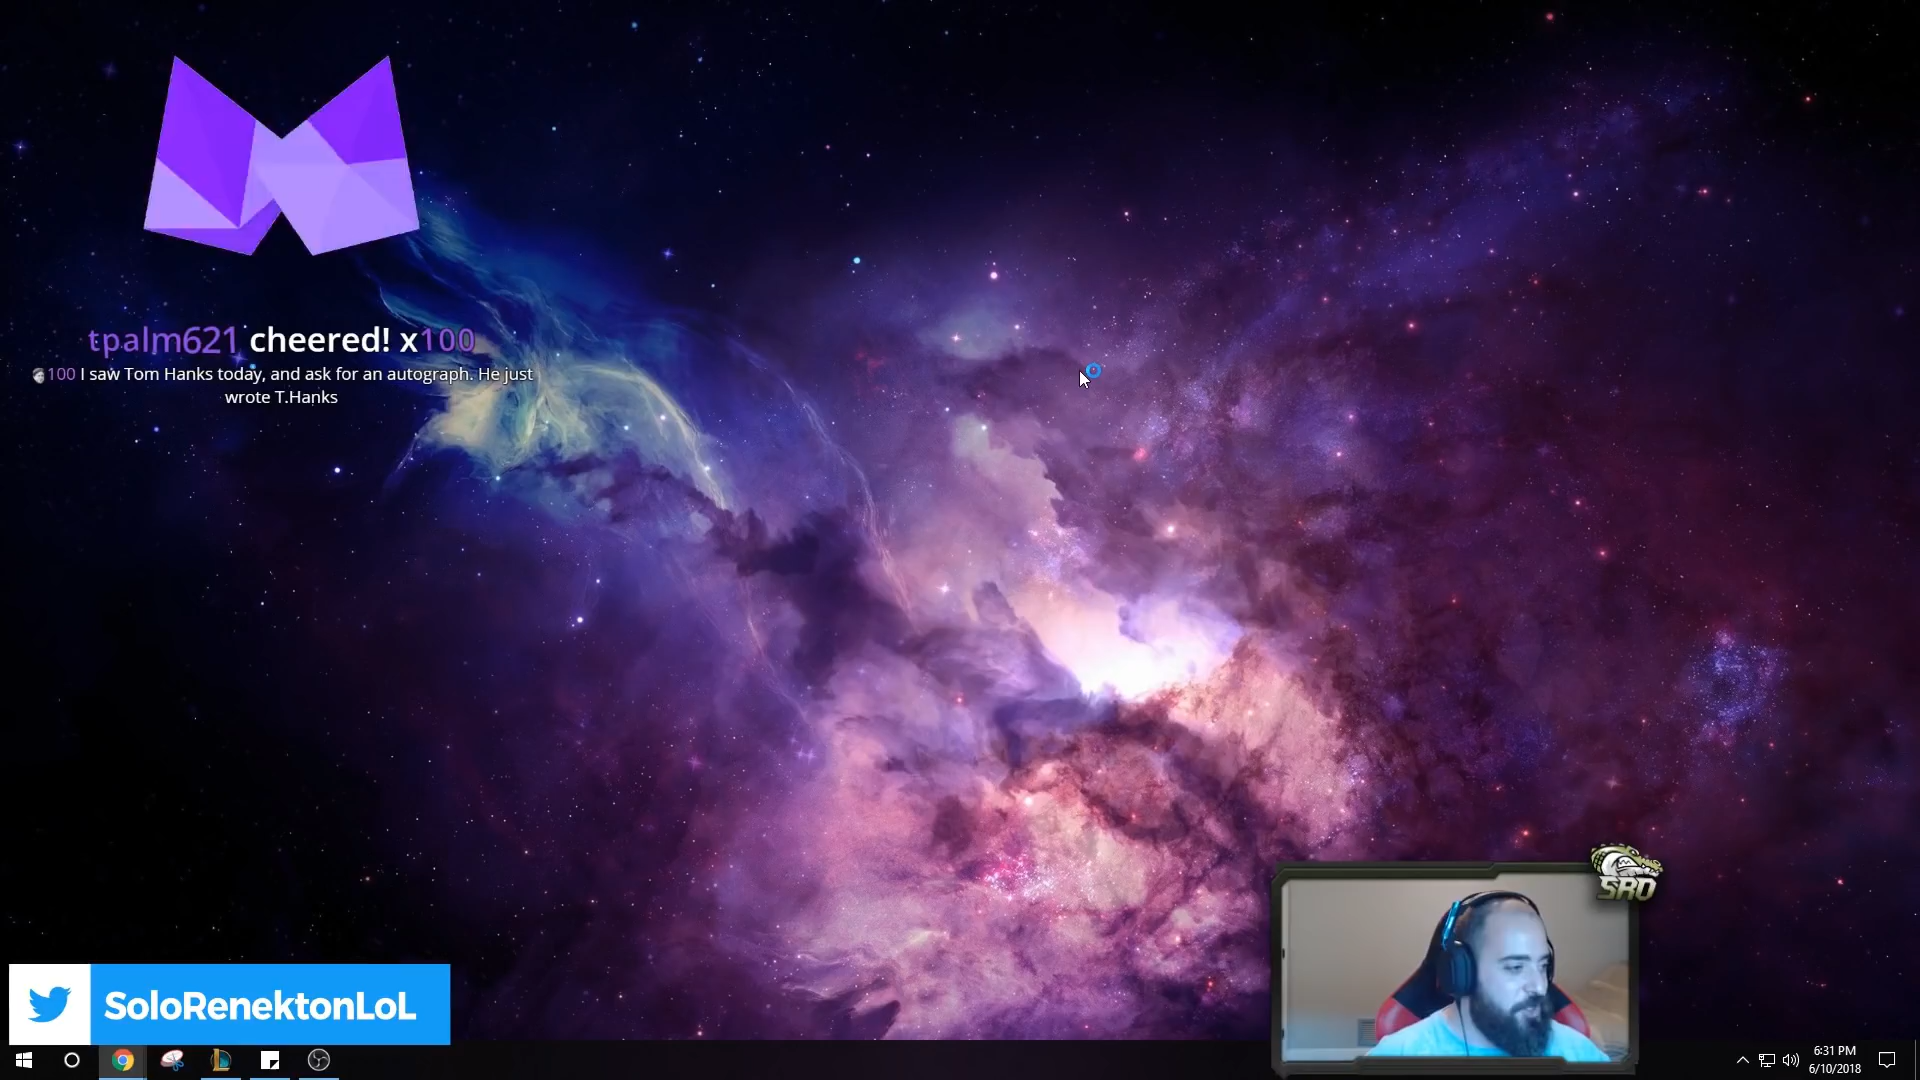 tpalm621 cheered! x100
100 I saw Tom Hanks today, and ask for an autograph. He just
wrote T.Hanks
SRO
SoloRenektonLoL
6:31 PM
6/10/2018